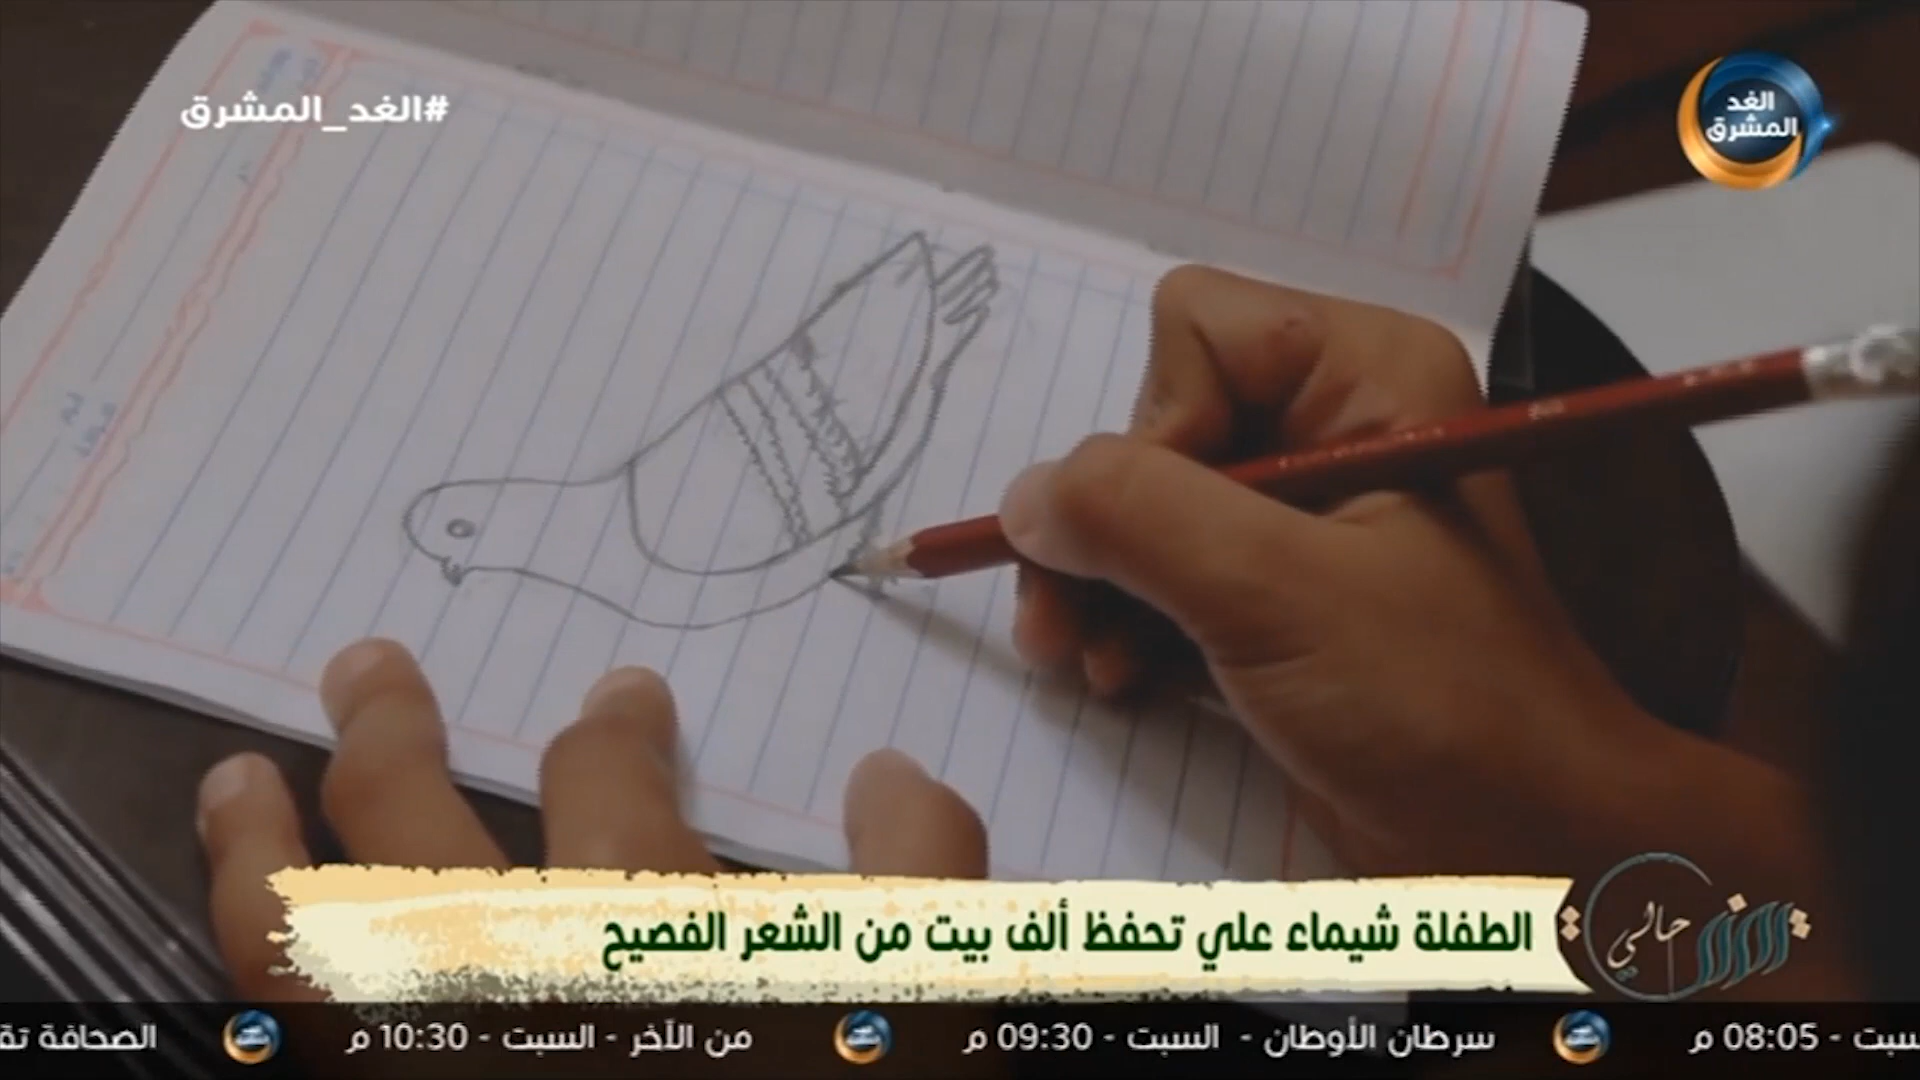 #الغد_المشرق
الغد
المشرق
الطفلة شيماء علي تحفظ ألف بيت من الشعر الفصيح
حالي
08:05 م
سرطان الأوطان - السبت - 09:30 م
من الآخر - السبت - 10:30 م
الصحافة